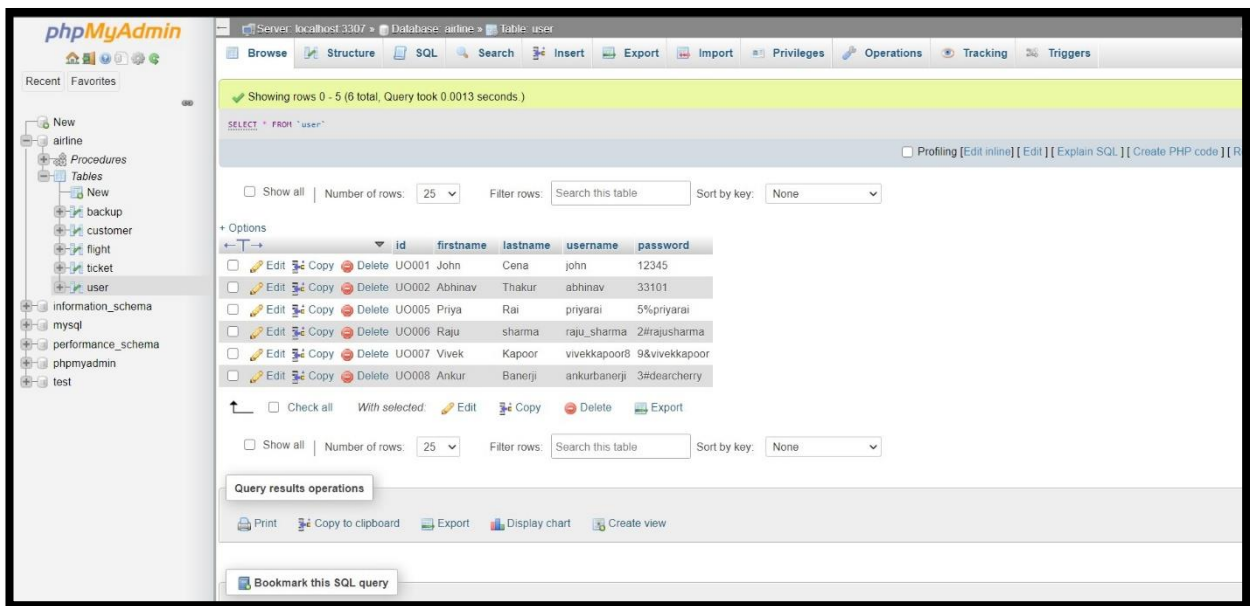 phpMyAdmin
Recent Favorites
New
airline
Procedures
Tables
New
backup
customer
flight
ticket
user
information_schema
mysql
performance_schema
phpmyadmin
test
Server: localhost:3307 » Database: airline » Table: user
Browse Structure SQL Search Insert Export Import Privileges Operations Tracking Triggers
Showing rows 0 - 5 (6 total, Query took 0.0013 seconds.)
SELECT * FROM `user`
Profiling [Edit inline] [ Edit ] [ Explain SQL ] [ Create PHP code ] [ R
Show all | Number of rows: 25 Filter rows: Search this table Sort by key: None
+ Options
←T→ id firstname lastname username password
Edit Copy Delete UO001 John Cena john 12345
Edit Copy Delete UO002 Abhinav Thakur abhinav 33101
Edit Copy Delete UO005 Priya Rai priyarai 5%priyarai
Edit Copy Delete UO006 Raju sharma raju_sharma 2#rajusharma
Edit Copy Delete UO007 Vivek Kapoor vivekkapoor8 9&vivekkapoor
Edit Copy Delete UO008 Ankur Banerji ankurbanerji 3#dearcherry
Check all With selected: Edit Copy Delete Export
Show all | Number of rows: 25 Filter rows: Search this table Sort by key: None
Query results operations
Print Copy to clipboard Export Display chart Create view
Bookmark this SQL query